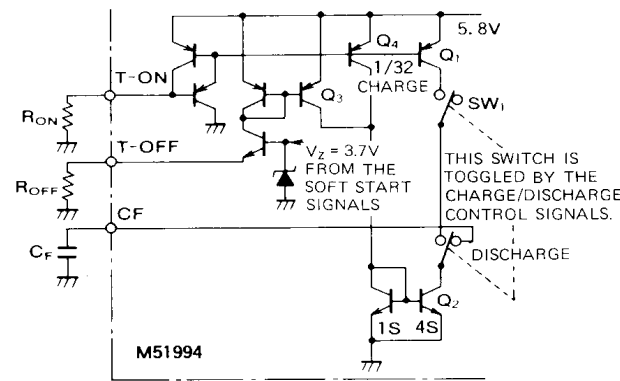 5.8V
Q4
Q1
T-ON
1/32
CHARGE
Q3
SW1
RON
T-OFF
VZ = 3.7V
FROM THE
SOFT START
SIGNALS
THIS SWITCH IS
TOGGLED BY THE
CHARGE/DISCHARGE
CONTROL SIGNALS.
ROFF
CF
CF
DISCHARGE
Q2
1S 4S
M51994